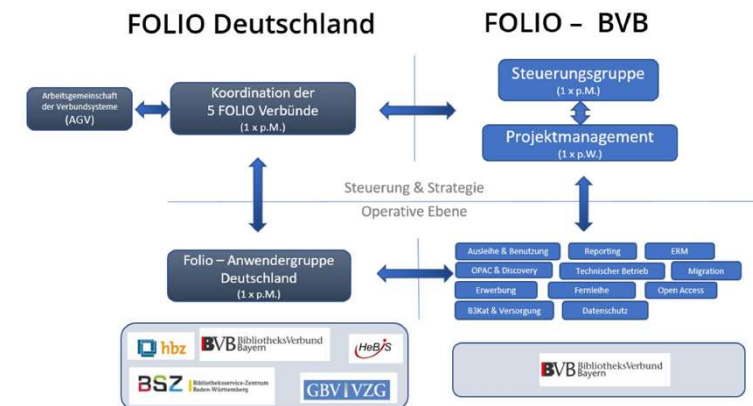 FOLIO Deutschland
FOLIO – BVB
Arbeitsgemeinschaft
der Verbundsysteme
(AGV)
Koordination der
5 FOLIO Verbünde
(1 x p.M.)
Steuerungsgruppe
(1 x p.M.)
Projektmanagement
(1 x p.W.)
Steuerung & Strategie
Operative Ebene
Folio – Anwendergruppe
Deutschland
(1 x p.M.)
Ausleihe & Benutzung
Reporting
ERM
OPAC & Discovery
Technischer Betrieb
Migration
Erwerbung
Fernleihe
Open Access
B3Kat & Versorgung
Datenschutz
hbz
BVB BibliotheksVerbund
Bayern
HeBIS
BSZ Bibliotheksservice-Zentrum
Baden-Württemberg
GBV VZG
BVB BibliotheksVerbund
Bayern